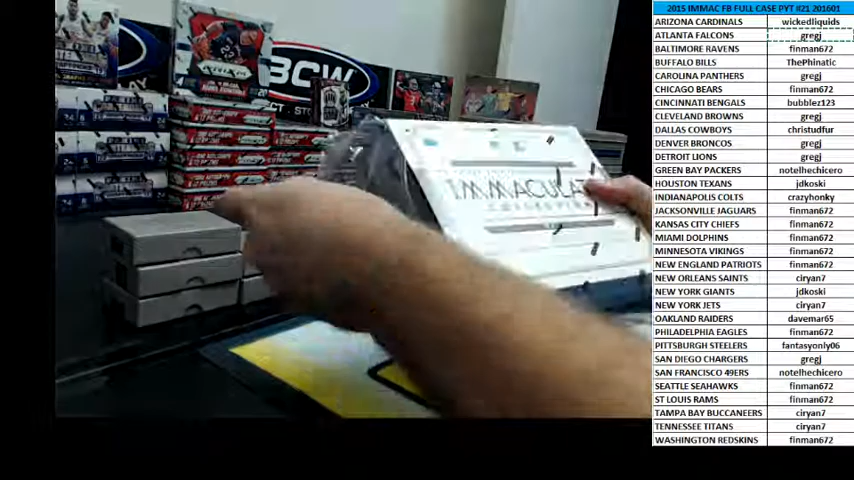 2015 IMMAC FB FULL CASE PYT #21 201601
ARIZONA CARDINALS wickedliquids
ATLANTA FALCONS gregj
BALTIMORE RAVENS finman672
BUFFALO BILLS ThePhinatic
CAROLINA PANTHERS gregj
CHICAGO BEARS finman672
CINCINNATI BENGALS bubblez123
CLEVELAND BROWNS gregj
DALLAS COWBOYS christudfur
DENVER BRONCOS gregj
DETROIT LIONS gregj
GREEN BAY PACKERS notelhechicero
HOUSTON TEXANS jdkoski
INDIANAPOLIS COLTS crazyhonky
JACKSONVILLE JAGUARS finman672
KANSAS CITY CHIEFS finman672
MIAMI DOLPHINS finman672
MINNESOTA VIKINGS finman672
NEW ENGLAND PATRIOTS finman672
NEW ORLEANS SAINTS ciryan7
NEW YORK GIANTS jdkoski
NEW YORK JETS ciryan7
OAKLAND RAIDERS davemar65
PHILADELPHIA EAGLES finman672
PITTSBURGH STEELERS fantasyonly06
SAN DIEGO CHARGERS gregj
SAN FRANCISCO 49ERS notelhechicero
SEATTLE SEAHAWKS finman672
ST LOUIS RAMS finman672
TAMPA BAY BUCCANEERS ciryan7
TENNESSEE TITANS ciryan7
WASHINGTON REDSKINS finman672
BCW
IMMACULAT
COLLECTION